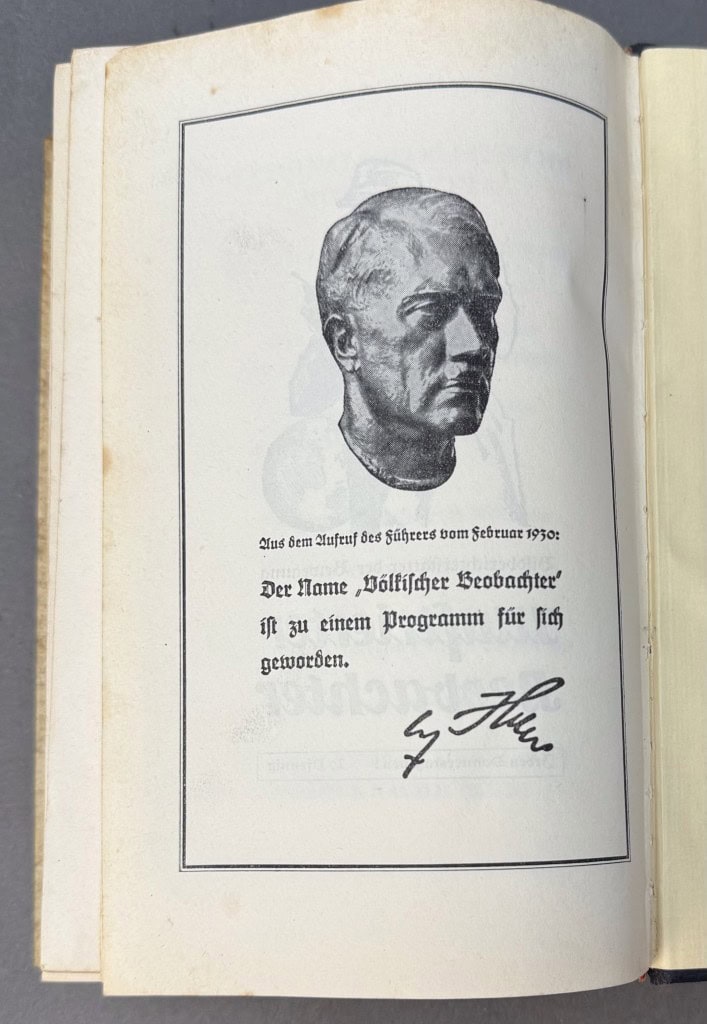 Aus dem Aufruf des Führers vom Februar 1930:
Der Name „Völkischer Beobachter“
ist zu einem Programm für sich
geworden.